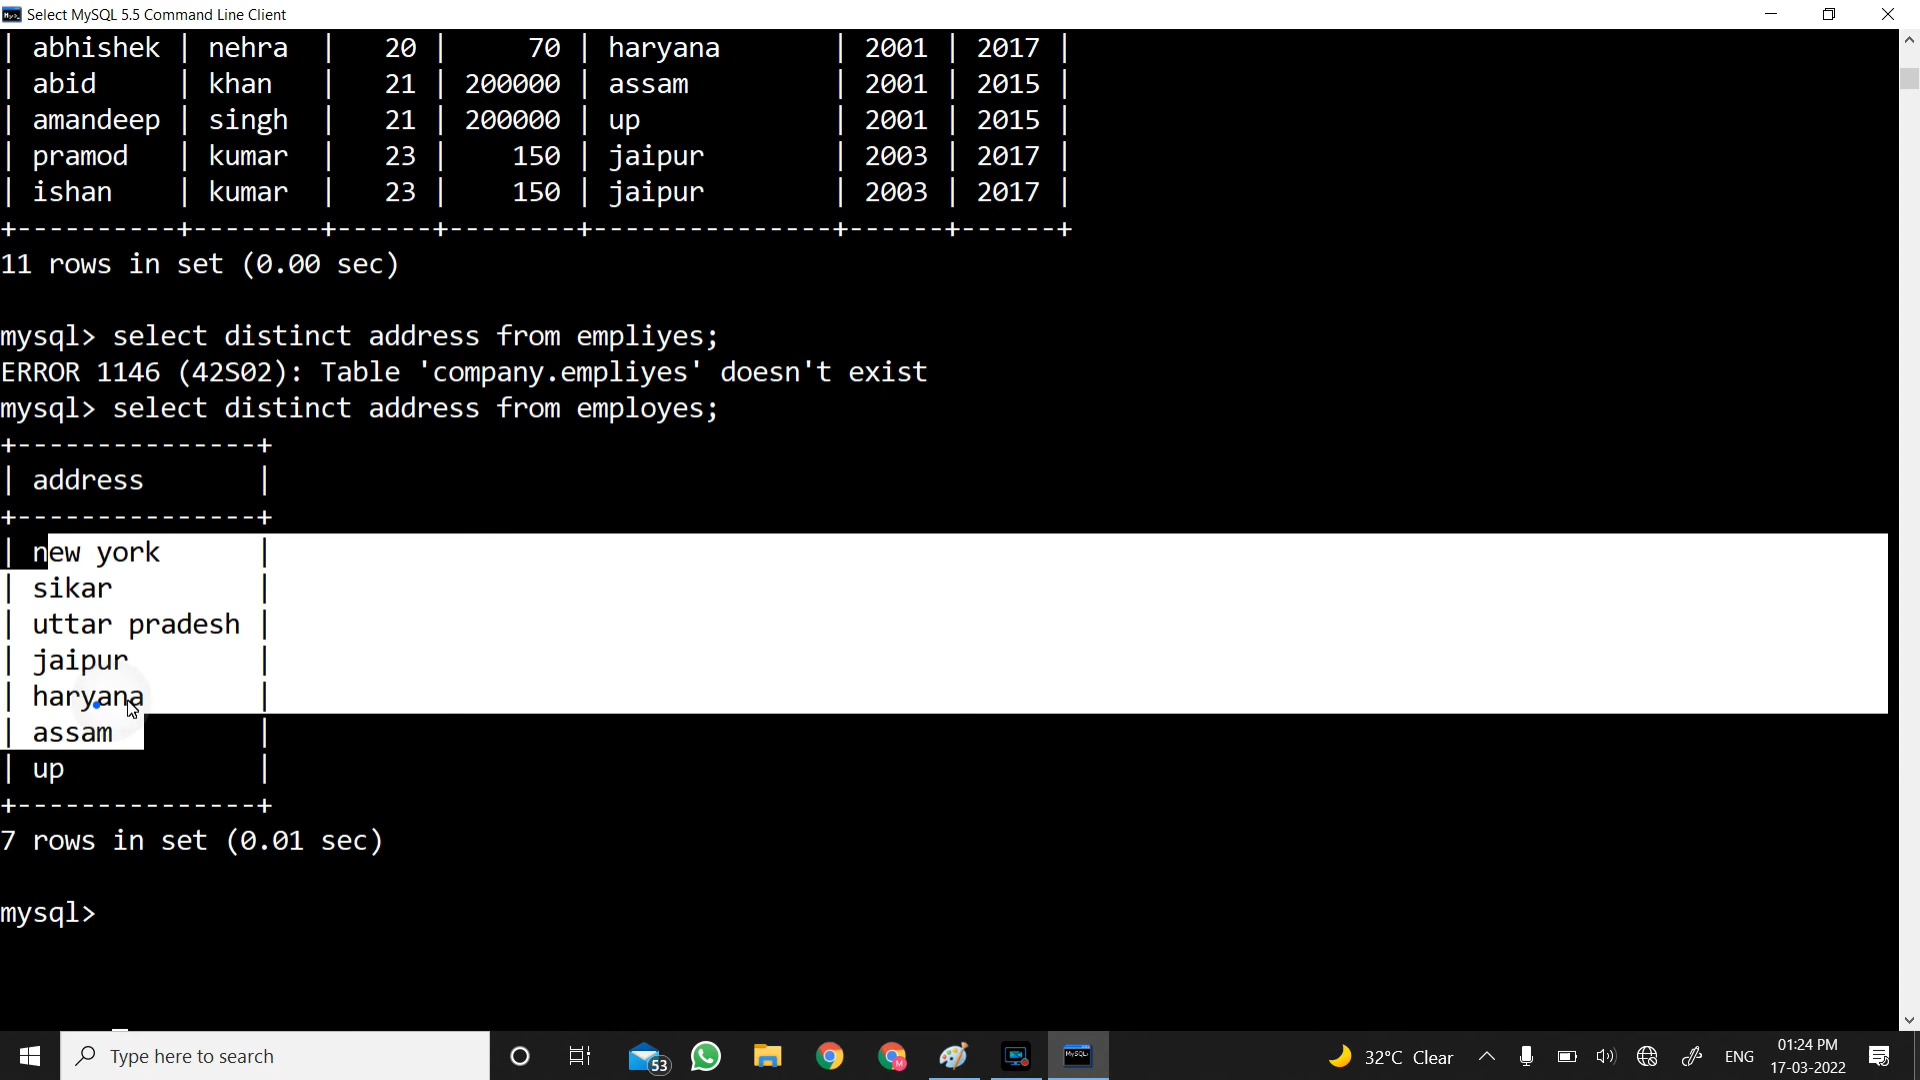 Select MySQL 5.5 Command Line Client
| abhishek | nehra  |   20 |     70 | haryana       | 2001 | 2017 |
| abid     | khan   |   21 | 200000 | assam         | 2001 | 2015 |
| amandeep | singh  |   21 | 200000 | up            | 2001 | 2015 |
| pramod   | kumar  |   23 |    150 | jaipur        | 2003 | 2017 |
| ishan    | kumar  |   23 |    150 | jaipur        | 2003 | 2017 |
+----------+--------+------+--------+---------------+------+------+
11 rows in set (0.00 sec)
mysql> select distinct address from empliyes;
ERROR 1146 (42S02): Table 'company.empliyes' doesn't exist
mysql> select distinct address from employes;
+---------------+
| address       |
+---------------+
| new york      |
| sikar         |
| uttar pradesh |
| jaipur        |
| haryana       |
| assam         |
| up            |
+---------------+
7 rows in set (0.01 sec)
mysql>
Type here to search
53
M
MySQL
32°C Clear
ENG
01:24 PM
17-03-2022